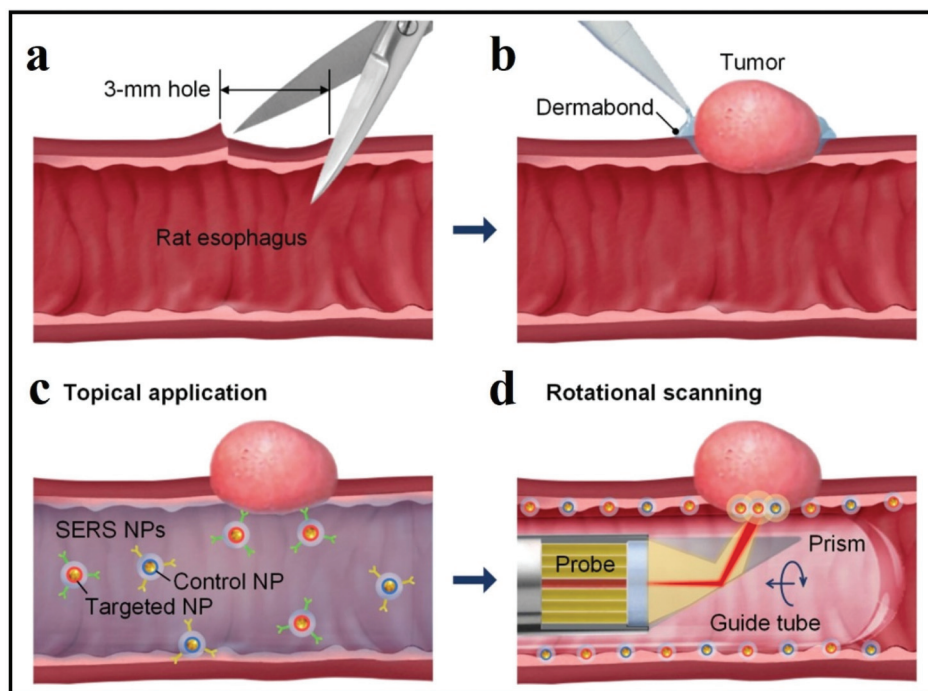 a
3-mm hole
Rat esophagus
b
Tumor
Dermabond
c Topical application
SERS NPs
Control NP
Targeted NP
d Rotational scanning
Probe
Prism
Guide tube